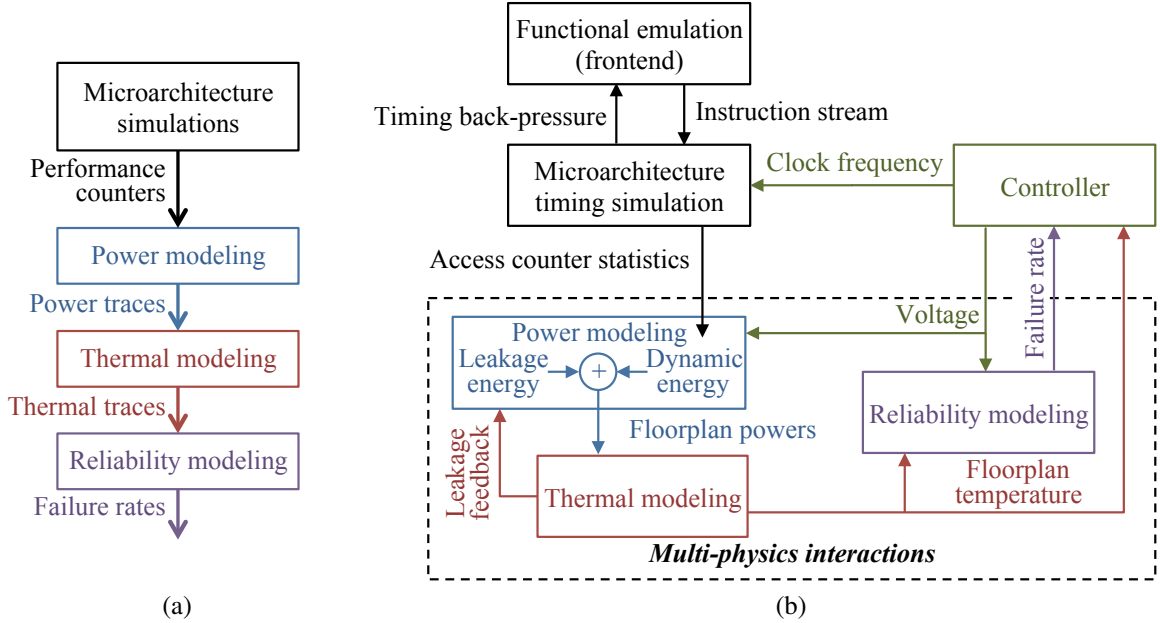 Microarchitecture
simulations
Performance
counters
Power modeling
Power traces
Thermal modeling
Thermal traces
Reliability modeling
Failure rates
(a)
Functional emulation
(frontend)
Timing back-pressure
Instruction stream
Microarchitecture
timing simulation
Clock frequency
Controller
Access counter statistics
Failure rate
Voltage
Power modeling
Leakage
energy
+
Dynamic
energy
Reliability modeling
Floorplan powers
Leakage
feedback
Thermal modeling
Floorplan
temperature
Multi-physics interactions
(b)